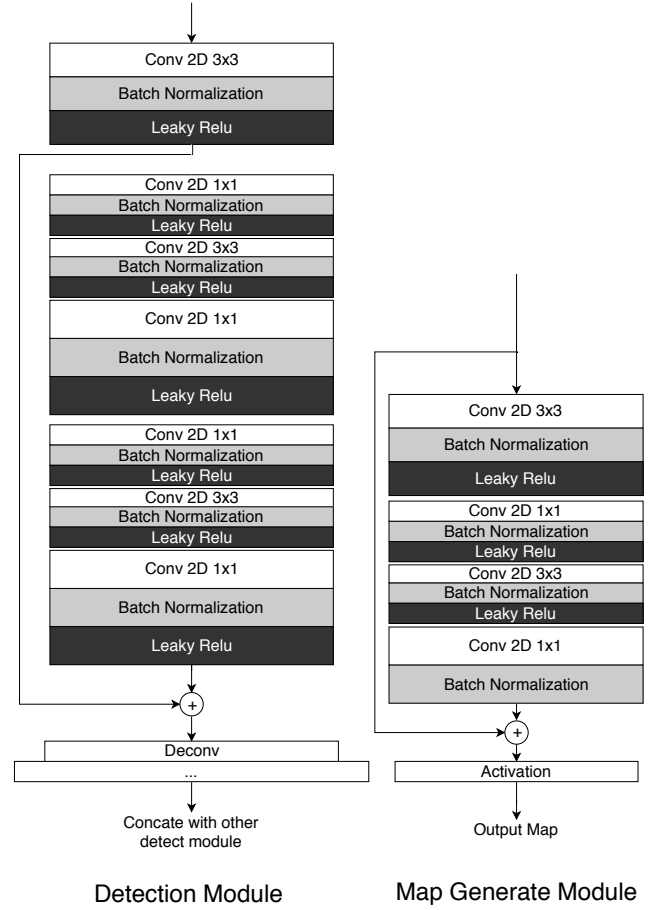 Conv 2D 3x3
Batch Normalization
Leaky Relu
Conv 2D 1x1
Batch Normalization
Leaky Relu
Conv 2D 3x3
Batch Normalization
Leaky Relu
Conv 2D 1x1
Batch Normalization
Leaky Relu
Conv 2D 1x1
Batch Normalization
Leaky Relu
Conv 2D 3x3
Batch Normalization
Leaky Relu
Conv 2D 1x1
Batch Normalization
Leaky Relu
+
Deconv
...
Concate with other
detect module
Detection Module
Conv 2D 3x3
Batch Normalization
Leaky Relu
Conv 2D 1x1
Batch Normalization
Leaky Relu
Conv 2D 3x3
Batch Normalization
Leaky Relu
Conv 2D 1x1
Batch Normalization
+
Activation
Output Map
Map Generate Module